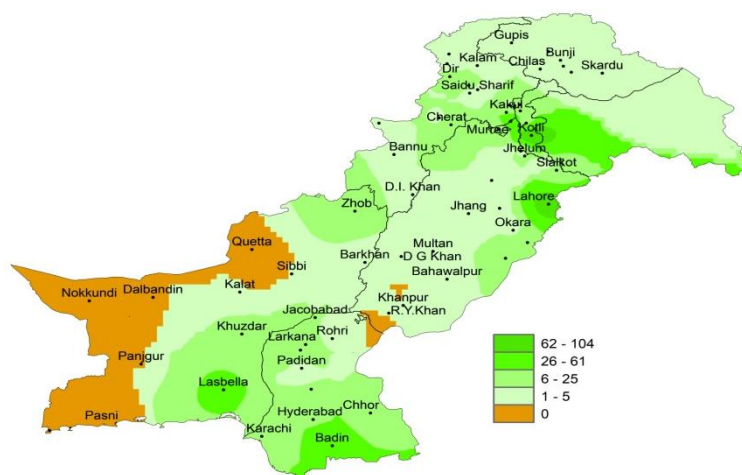 Gupis
Kalam
Bunji
Chilas
Skardu
Dir
Saidu Sharif
Kakul
Cherat
Murree
Kotli
Bannu
Jhelum
Sialkot
D.I. Khan
Zhob
Jhang
Lahore
Okara
Quetta
Multan
Barkhan
D G Khan
Sibbi
Bahawalpur
Kalat
Nokkundi
Dalbandin
Khanpur
R.Y.Khan
Jacobabad
Khuzdar
Larkana
Rohri
Panjgur
Padidan
Lasbella
Pasni
Hyderabad
Chhor
Karachi
Badin
62 - 104
26 - 61
6 - 25
1 - 5
0